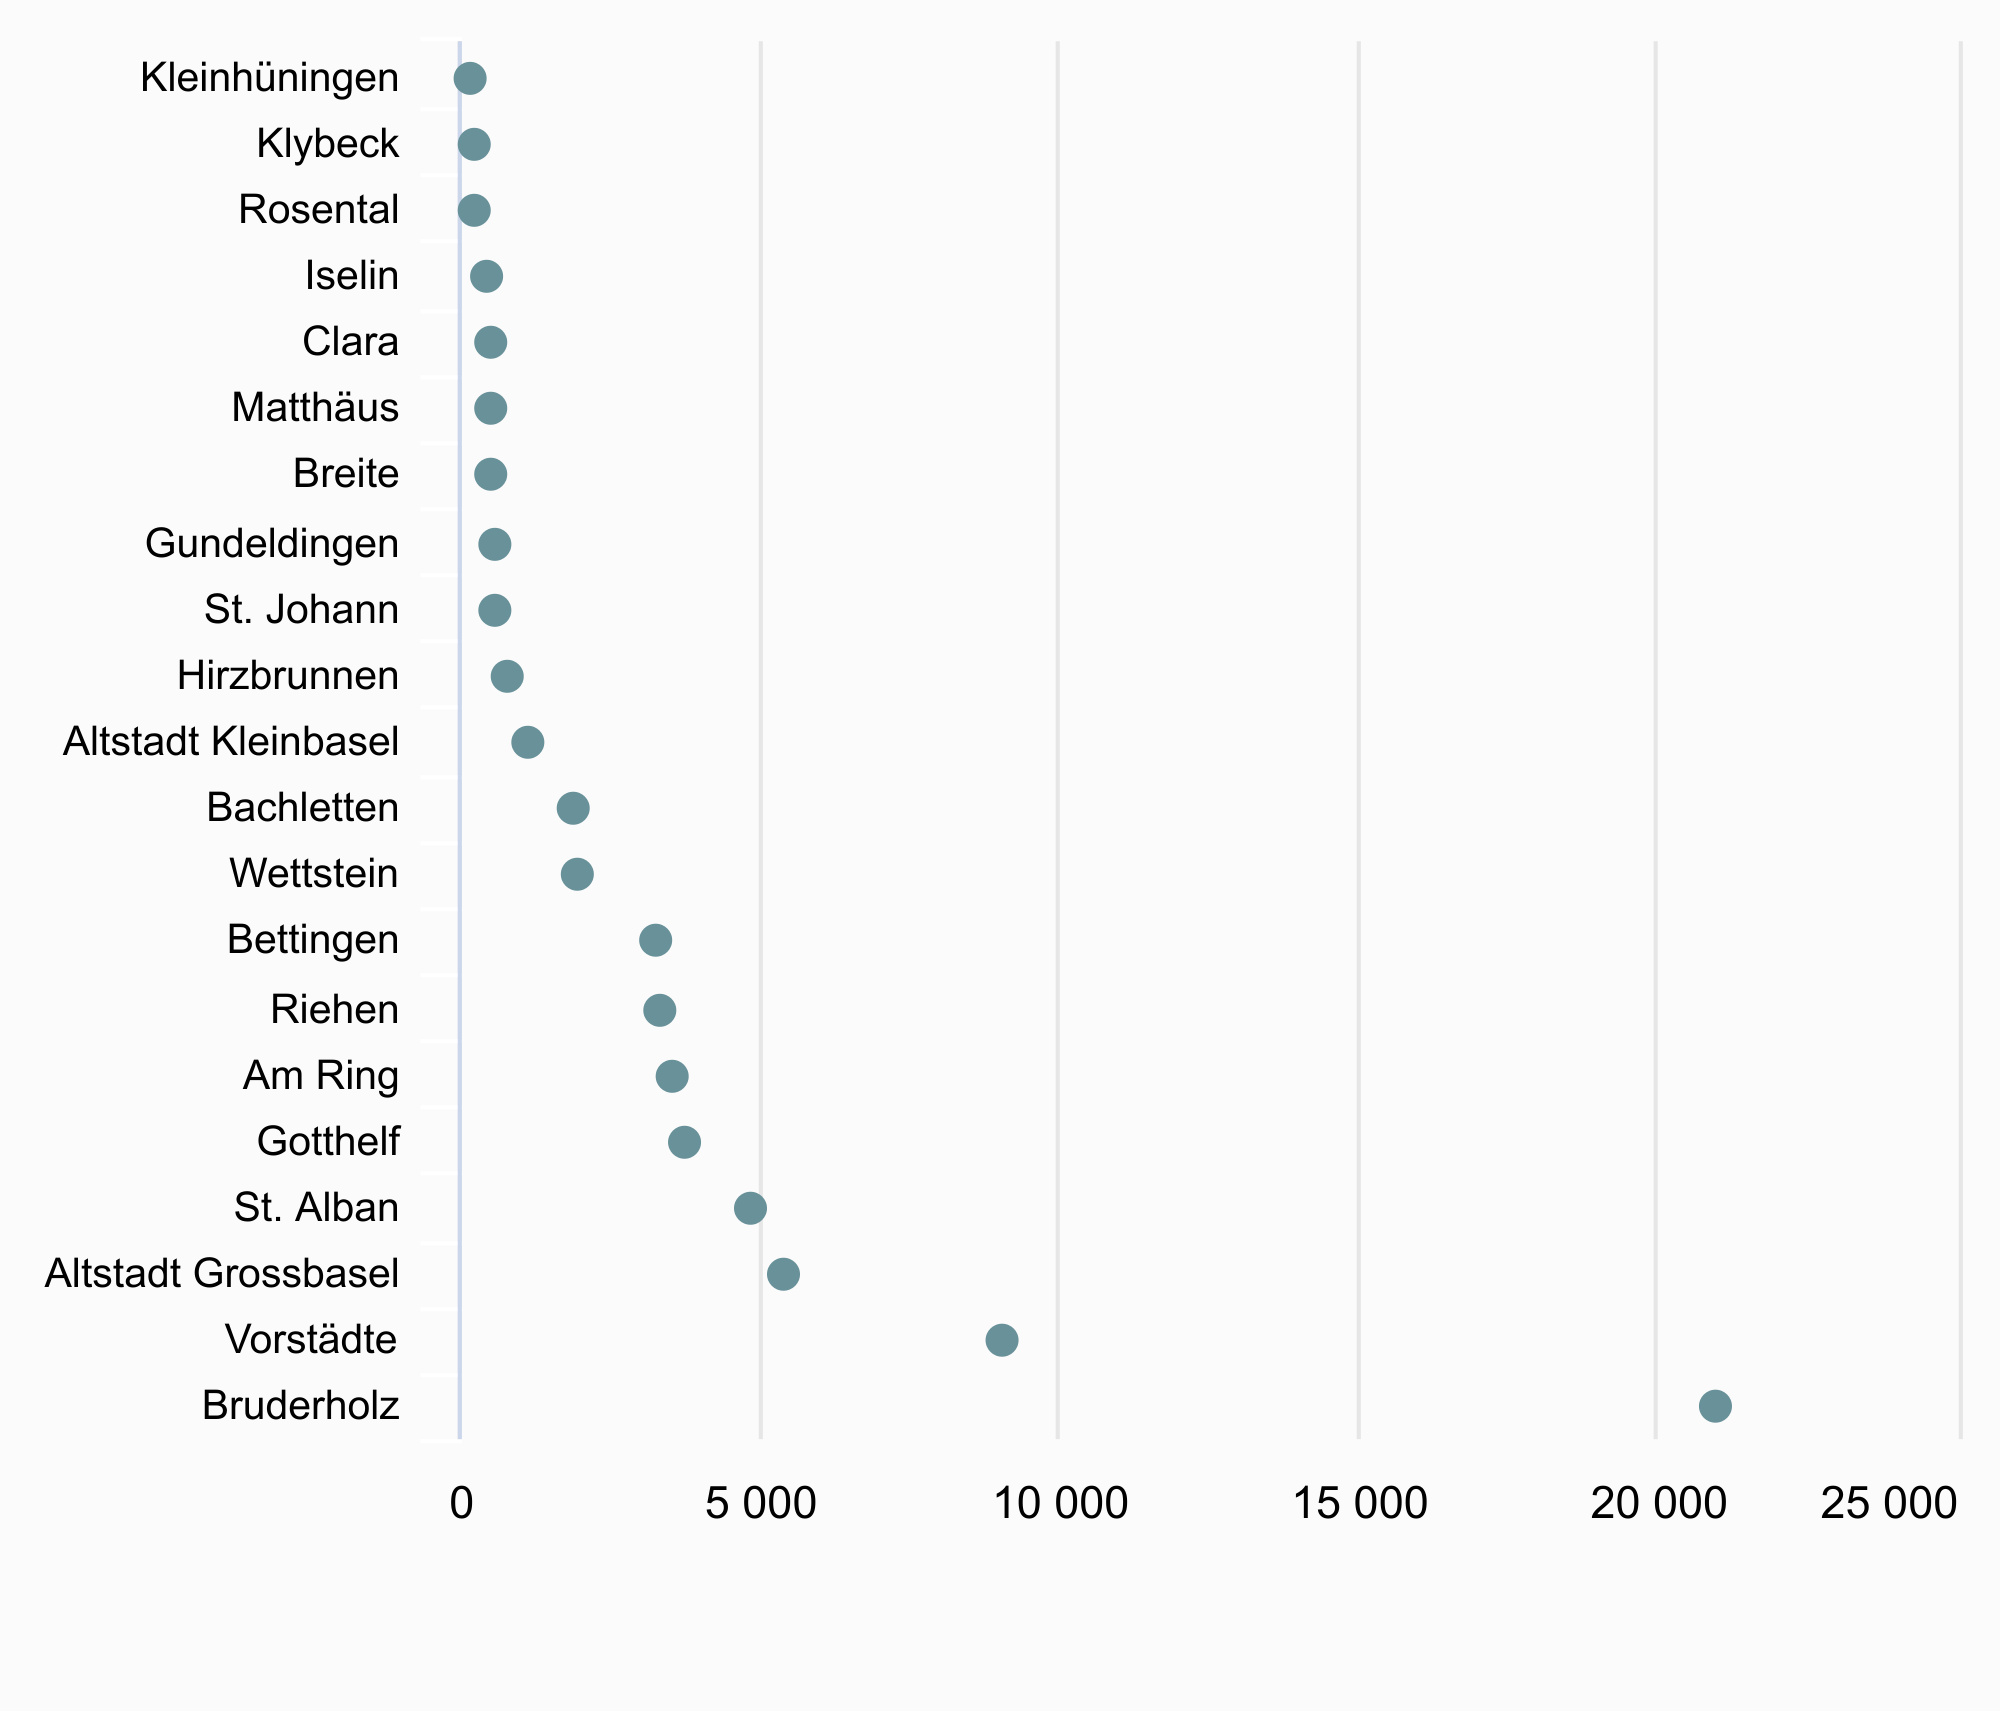 Kleinhüningen
Klybeck
Rosental
Iselin
Clara
Matthäus
Breite
Gundeldingen
St. Johann
Hirzbrunnen
Altstadt Kleinbasel
Bachletten
Wettstein
Bettingen
Riehen
Am Ring
Gotthelf
St. Alban
Altstadt Grossbasel
Vorstädte
Bruderholz
0 5 000 10 000 15 000 20 000 25 000